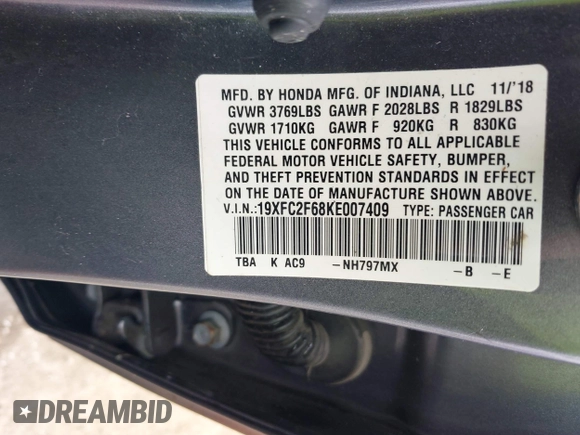 MFD. BY HONDA MFG. OF INDIANA, LLC 11/'18
GVWR 3769LBS GAWR F 2028LBS R 1829LBS
GVWR 1710KG GAWR F 920KG R 830KG
THIS VEHICLE CONFORMS TO ALL APPLICABLE
FEDERAL MOTOR VEHICLE SAFETY, BUMPER,
AND THEFT PREVENTION STANDARDS IN EFFECT
ON THE DATE OF MANUFACTURE SHOWN ABOVE.
V.I.N.:19XFC2F68KE007409 TYPE: PASSENGER CAR
TBA K AC9 -NH797MX -B -E
DREAMBID